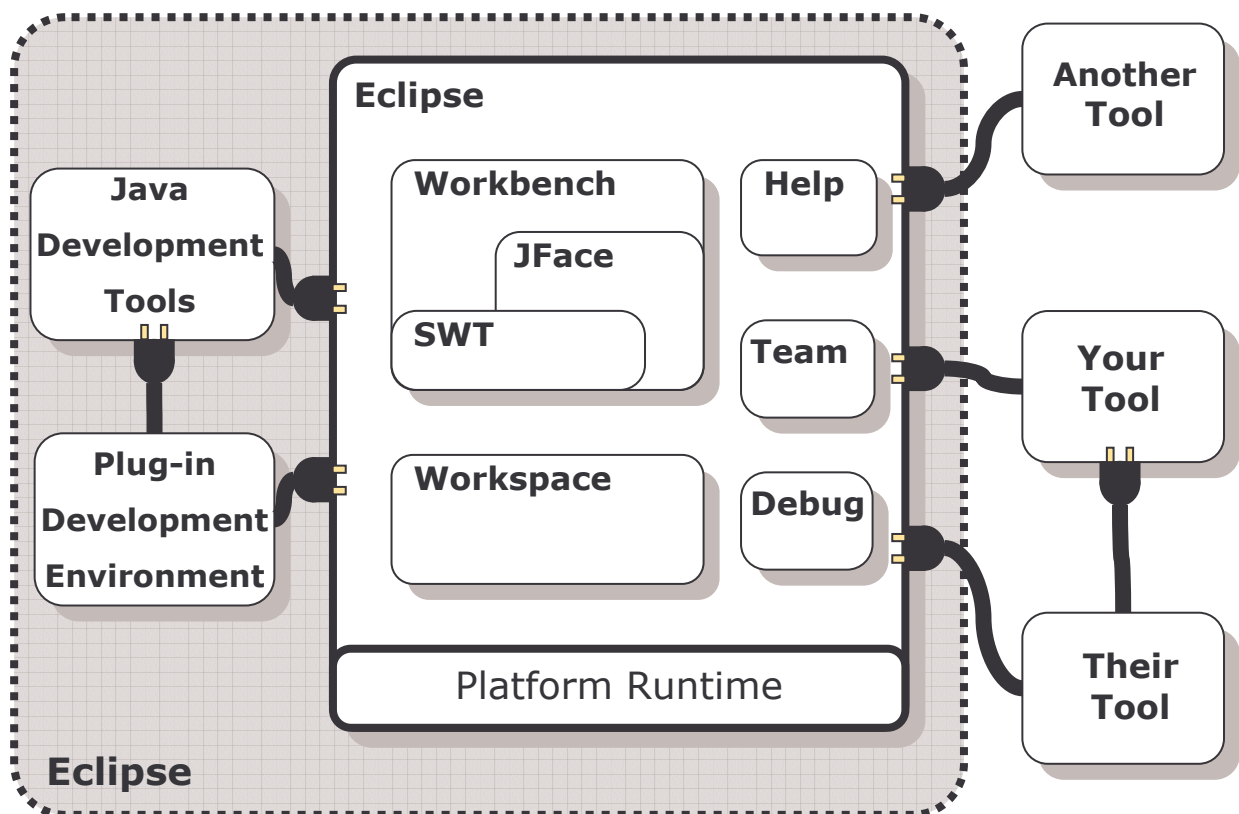 Eclipse
Workbench
JFace
SWT
Workspace
Help
Team
Debug
Platform Runtime
Java
Development
Tools
Plug-in
Development
Environment
Eclipse
Another
Tool
Your
Tool
Their
Tool